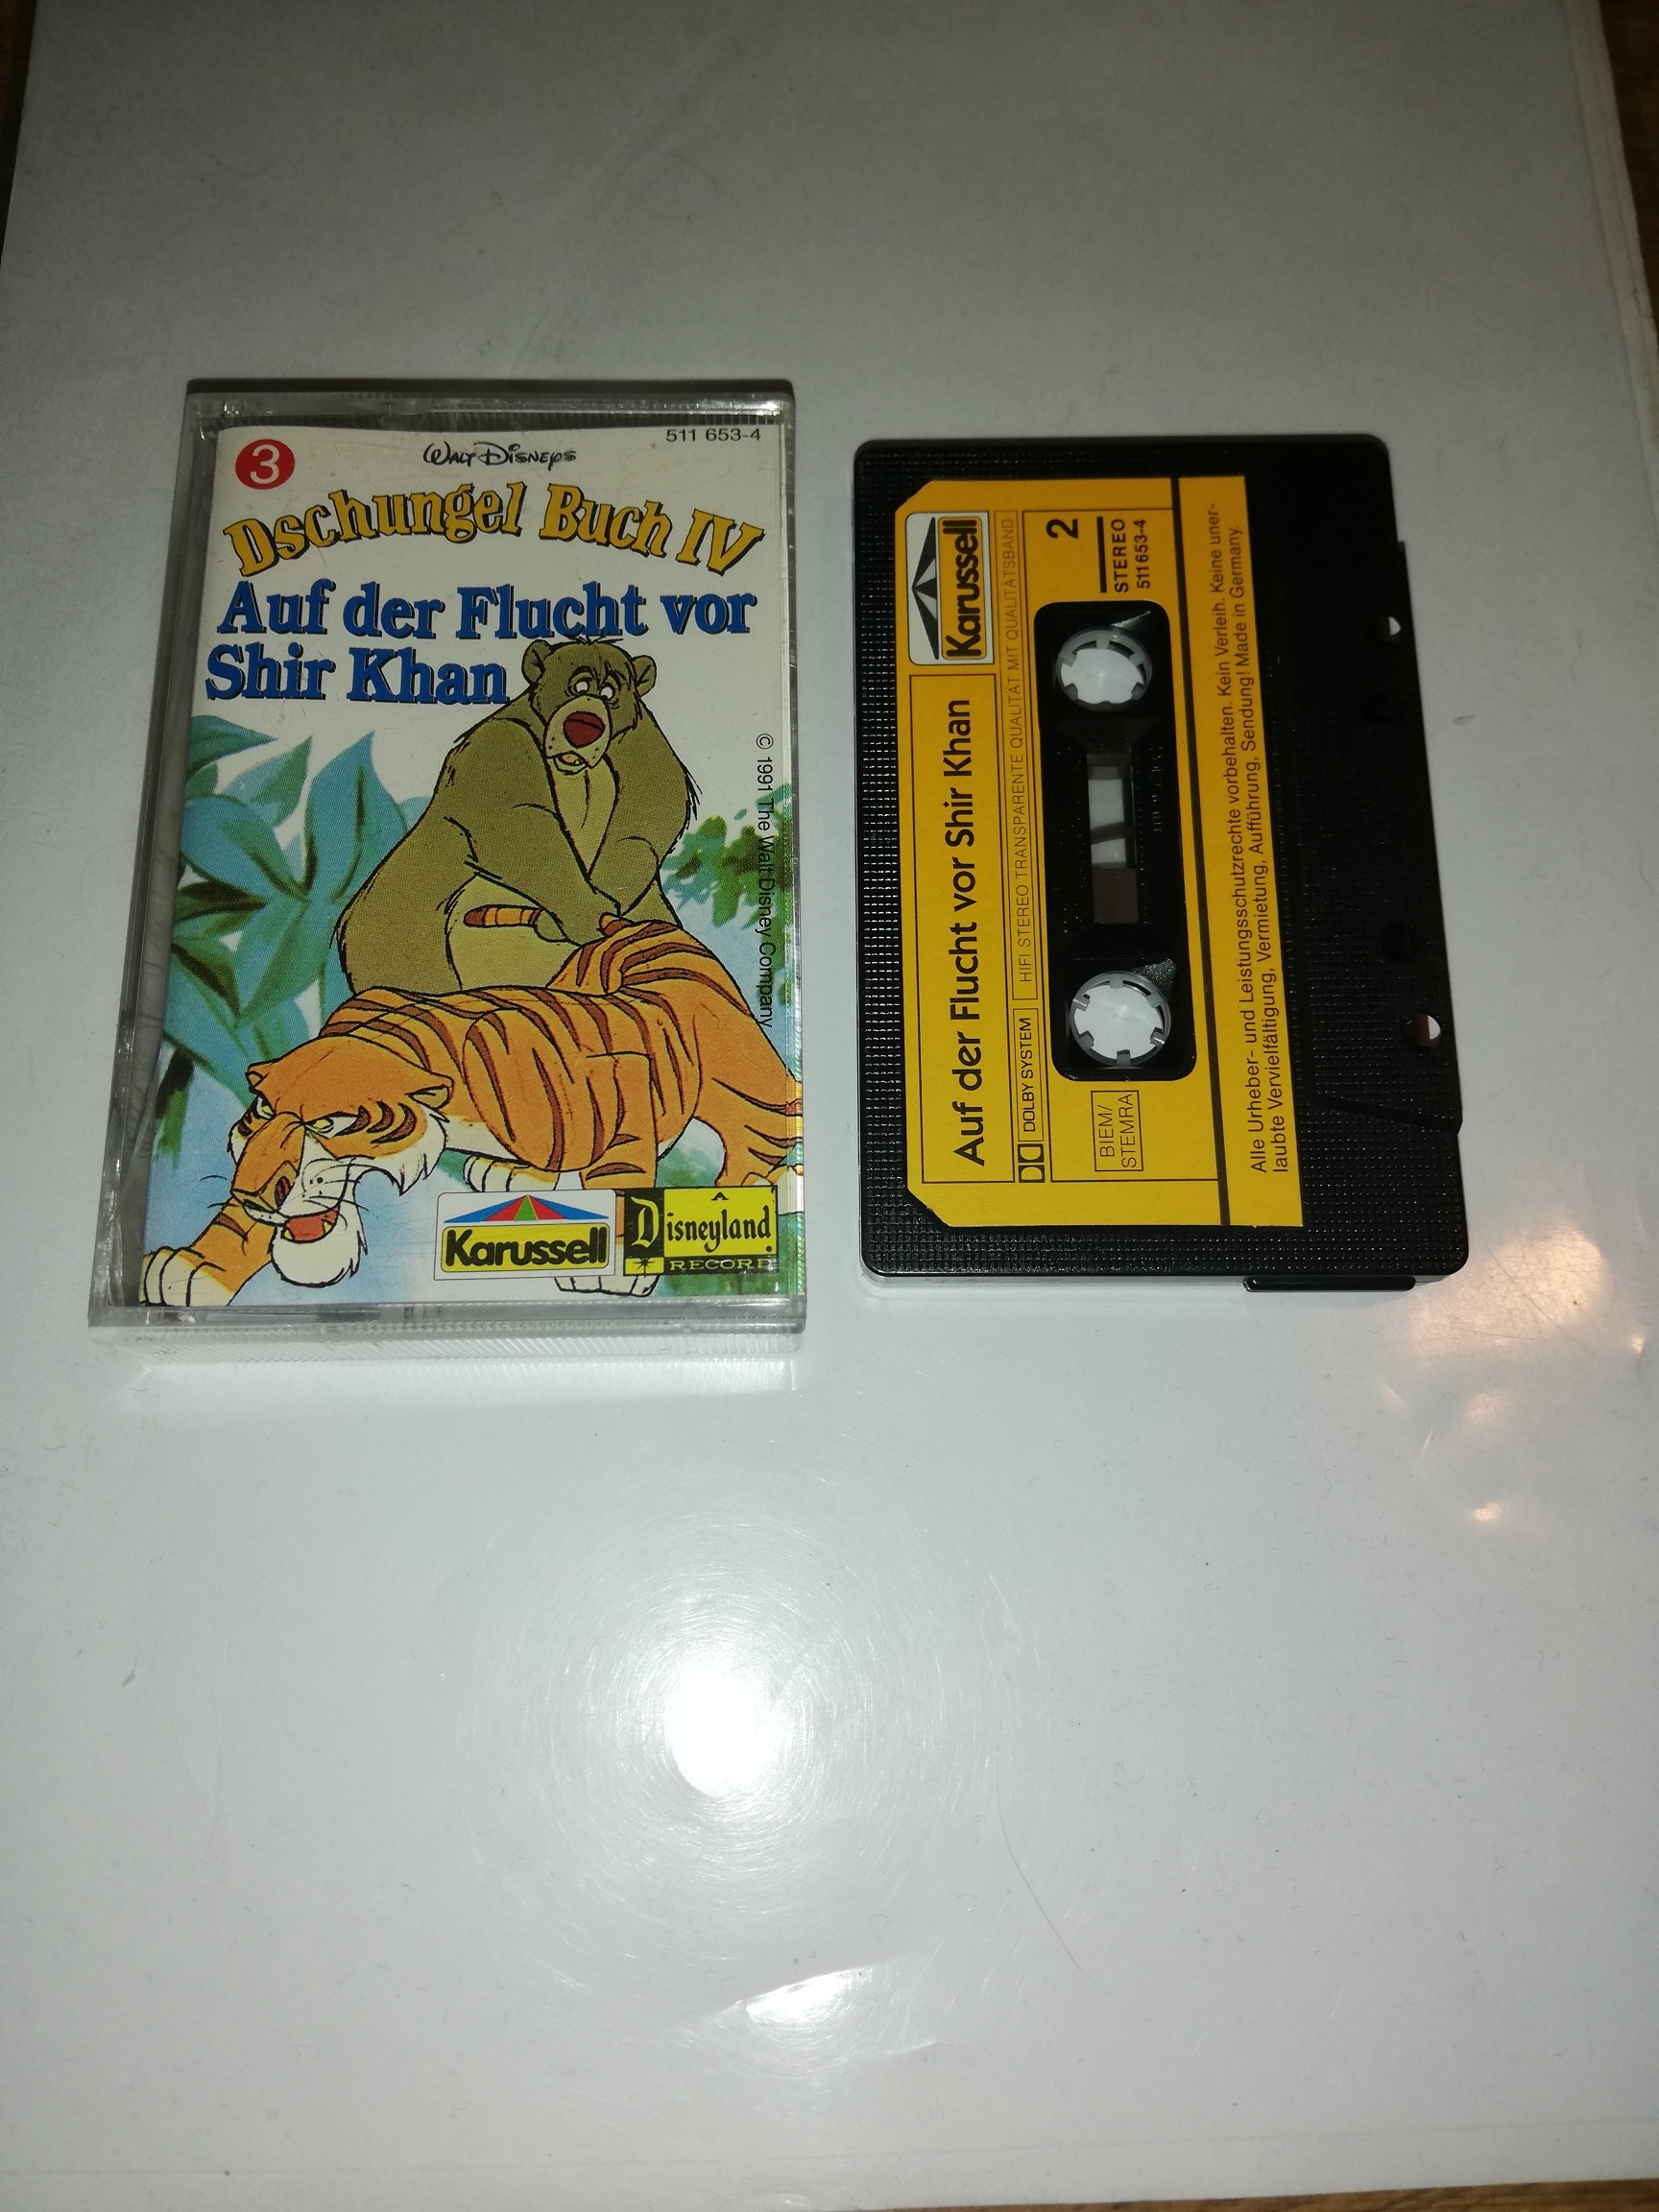 3
Walt Disneys
511 653-4
Dschungel Buch IV
Auf der Flucht vor
Shir Khan
© 1991 The Walt Disney Company
Karussell
A
Disneyland
RECORD
Karussell
Auf der Flucht vor Shir Khan
DOLBY SYSTEM
HIFI STEREO TRANSPARENTE QUALITÄT MIT QUALITÄTSBAND
2
STEREO
511 653-4
BIEM/
STEMRA
Alle Urheber- und Leistungsschutzrechte vorbehalten. Kein Verleih. Keine uner-
laubte Vervielfältigung, Vermietung, Aufführung, Sendung! Made in Germany.